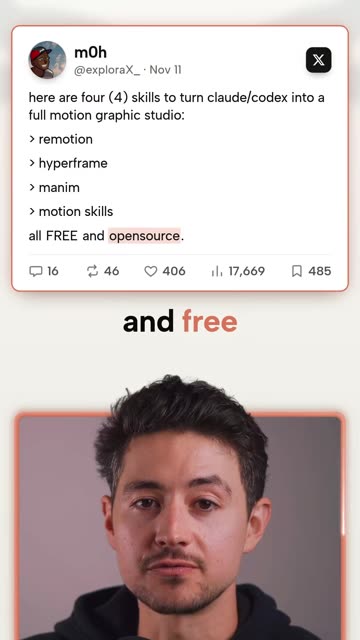 m0h
@exploraX_ · Nov 11
here are four (4) skills to turn claude/codex into a
full motion graphic studio:
> remotion
> hyperframe
> manim
> motion skills
all FREE and opensource.
16 46 406 17,669 485
and free